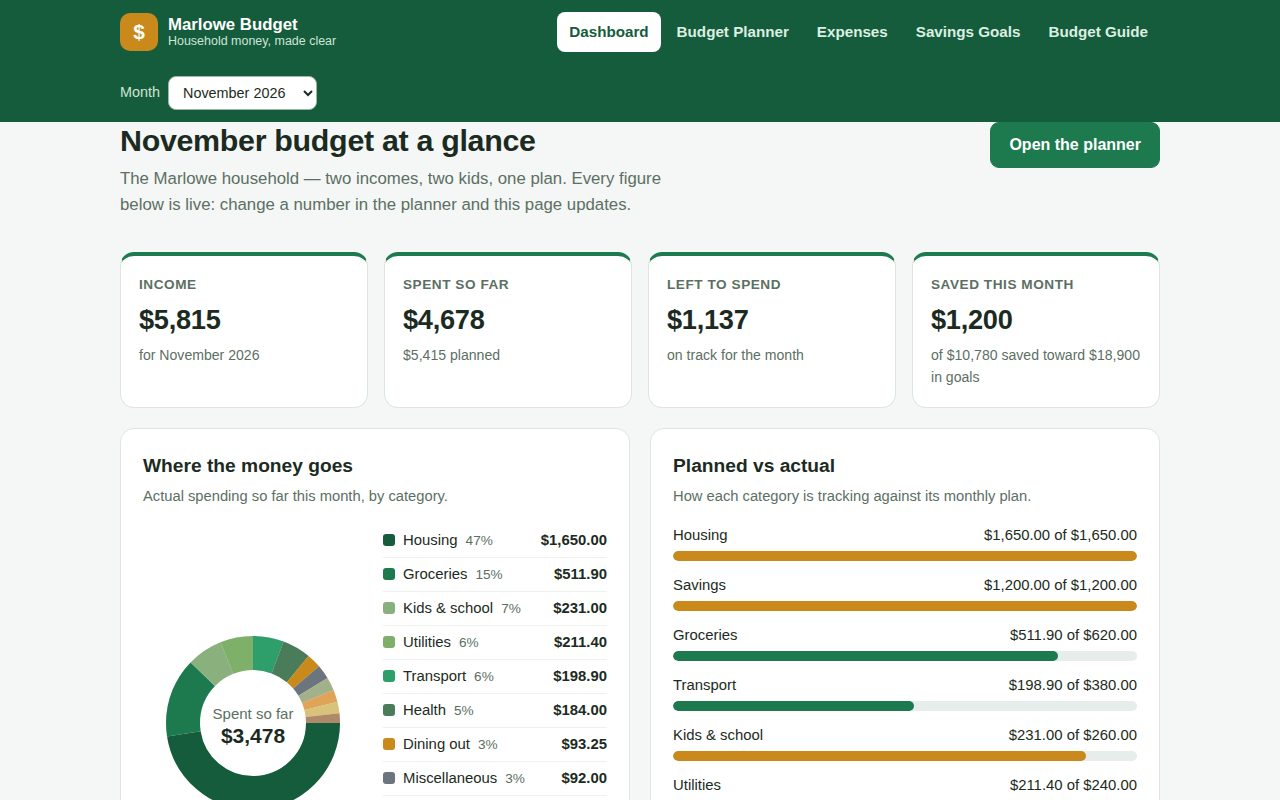 $
Marlowe Budget
Household money, made clear
Dashboard
Budget Planner
Expenses
Savings Goals
Budget Guide
Month
November 2026
November budget at a glance
Open the planner
The Marlowe household — two incomes, two kids, one plan. Every figure
below is live: change a number in the planner and this page updates.
INCOME
$5,815
for November 2026
SPENT SO FAR
$4,678
$5,415 planned
LEFT TO SPEND
$1,137
on track for the month
SAVED THIS MONTH
$1,200
of $10,780 saved toward $18,900
in goals
Where the money goes
Actual spending so far this month, by category.
Spent so far
$3,478
Housing 47% $1,650.00
Groceries 15% $511.90
Kids & school 7% $231.00
Utilities 6% $211.40
Transport 6% $198.90
Health 5% $184.00
Dining out 3% $93.25
Miscellaneous 3% $92.00
Planned vs actual
How each category is tracking against its monthly plan.
Housing $1,650.00 of $1,650.00
Savings $1,200.00 of $1,200.00
Groceries $511.90 of $620.00
Transport $198.90 of $380.00
Kids & school $231.00 of $260.00
Utilities $211.40 of $240.00